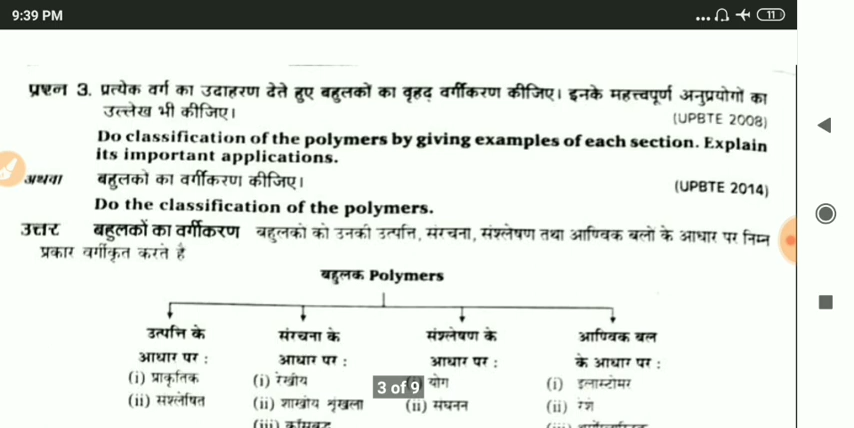 9:39 PM
11
प्रश्न 3. प्रत्येक वर्ग का उदाहरण देते हुए बहुलकों का वृहद् वर्गीकरण कीजिए। इनके महत्त्वपूर्ण अनुप्रयोगों का
उल्लेख भी कीजिए। (UPBTE 2008)
Do classification of the polymers by giving examples of each section. Explain
its important applications.
अथवा बहुलकों का वर्गीकरण कीजिए। (UPBTE 2014)
Do the classification of the polymers.
उत्तर बहुलकों का वर्गीकरण बहुलकों को उनकी उत्पत्ति, संरचना, संश्लेषण तथा आण्विक बलों के आधार पर निम्न
प्रकार वर्गीकृत करते है
बहुलक Polymers
उत्पत्ति के संरचना के संश्लेषण के आण्विक बल
आधार पर : आधार पर : आधार पर : के आधार पर :
(i) प्राकृतिक (i) रेखीय (i) योग (i) इलास्टोमर
3 of 9
(ii) संश्लेषित (ii) शाखीय शृंखला (ii) संघनन (ii) रेशे
(iii) (iii)